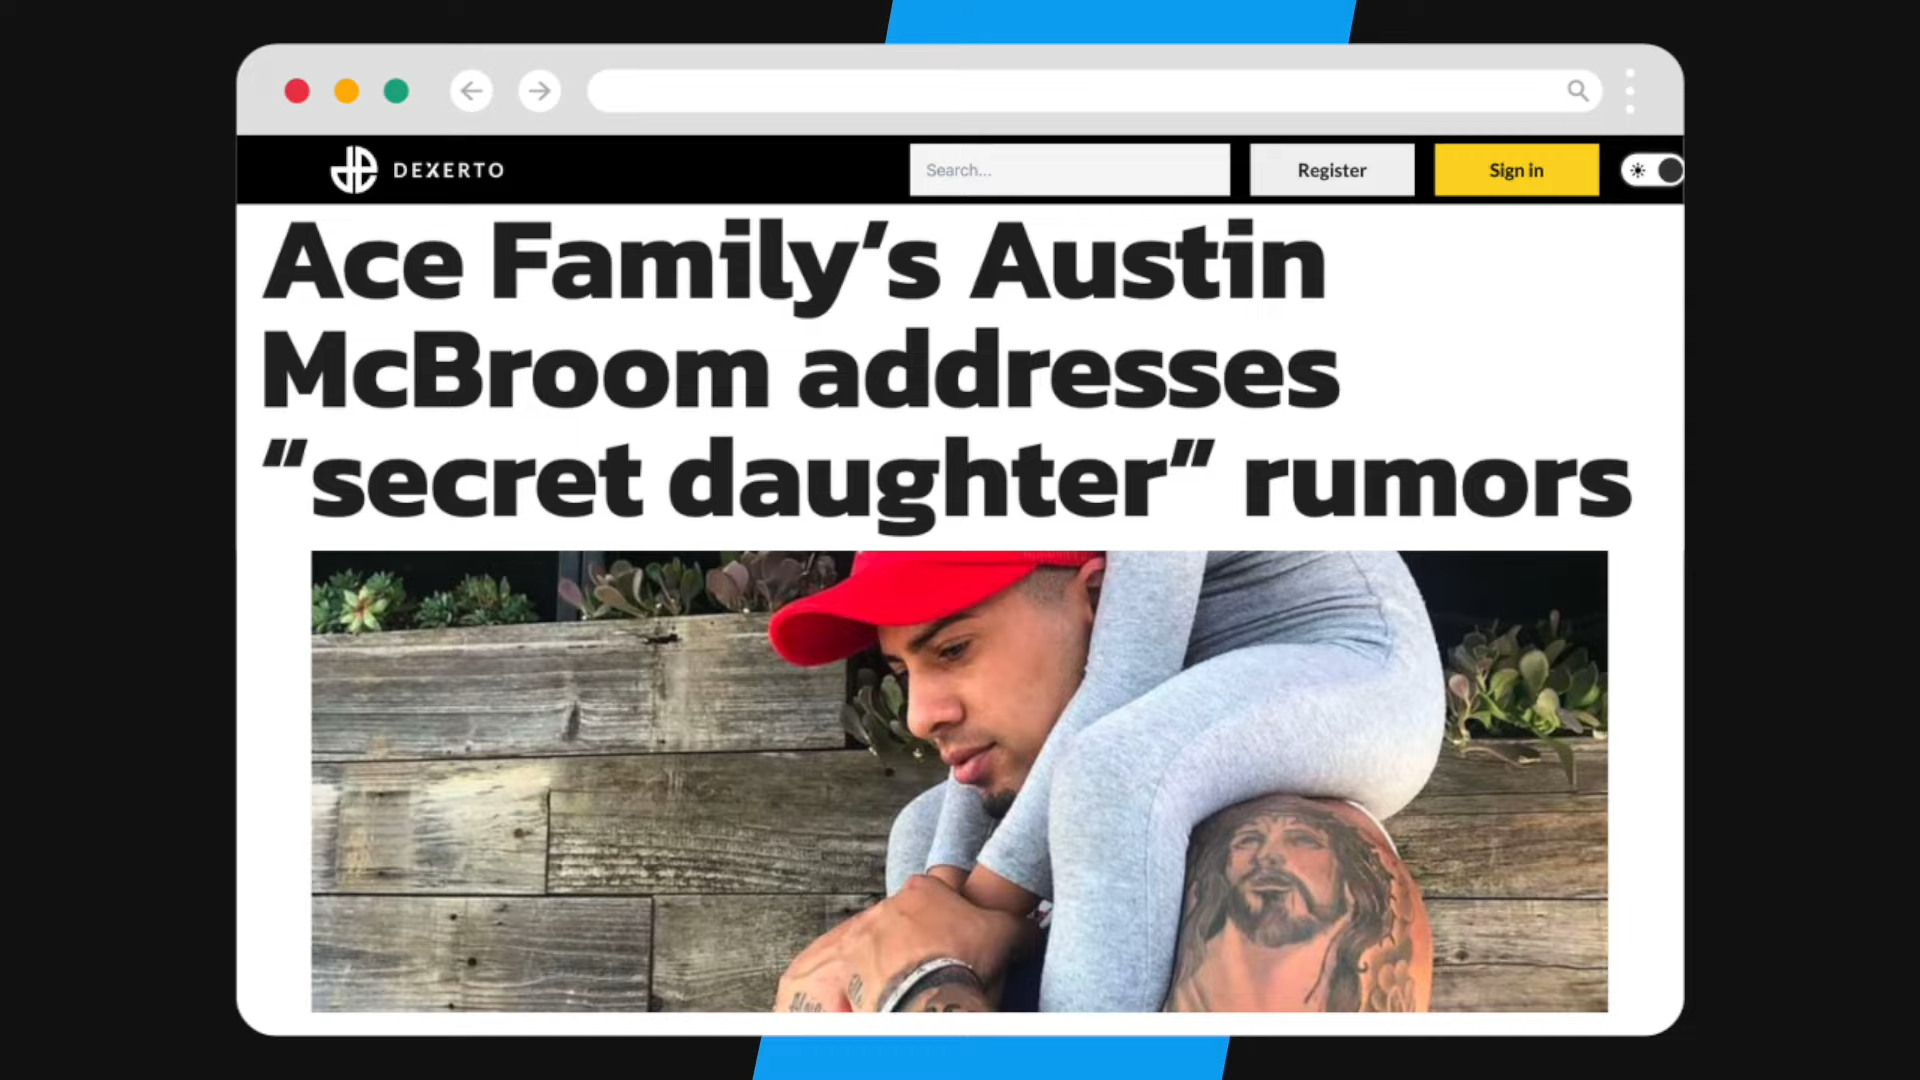 DEXERTO
Search...
Register
Sign in
Ace Family’s Austin
McBroom addresses
“secret daughter” rumors